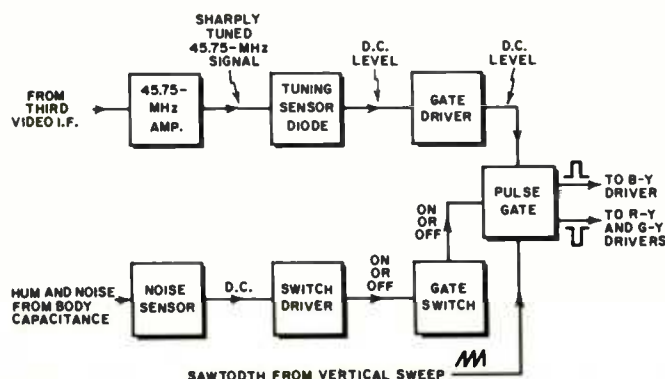 SHARPLY
TUNED
45.75-MHz
SIGNAL
D.C.
LEVEL
D.C.
LEVEL
FROM
THIRD
VIDEO I.F.
45.75-
MHz
AMP.
TUNING
SENSOR
DIODE
GATE
DRIVER
PULSE
GATE
TO B-Y
DRIVER
TO R-Y
AND G-Y
DRIVERS
ON
OR
OFF
HUM AND NOISE
FROM BODY
CAPACITANCE
NOISE
SENSOR
D.C.
SWITCH
DRIVER
ON
OR
OFF
GATE
SWITCH
SAWTOOTH FROM VERTICAL SWEEP